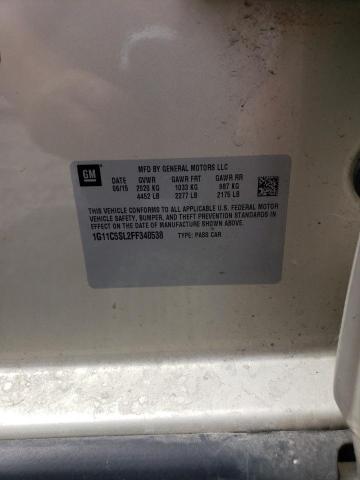 GM
MFD BY GENERAL MOTORS LLC
DATE GVWR GAWR FRT GAWR RR
06/15 2020 KG 1033 KG 987 KG
4452 LB 2277 LB 2175 LB
THIS VEHICLE CONFORMS TO ALL APPLICABLE U.S. FEDERAL MOTOR
VEHICLE SAFETY, BUMPER, AND THEFT PREVENTION STANDARDS
IN EFFECT ON THE DATE OF MANUFACTURE SHOWN ABOVE.
1G11C5SL2FF340538 TYPE: PASS CAR